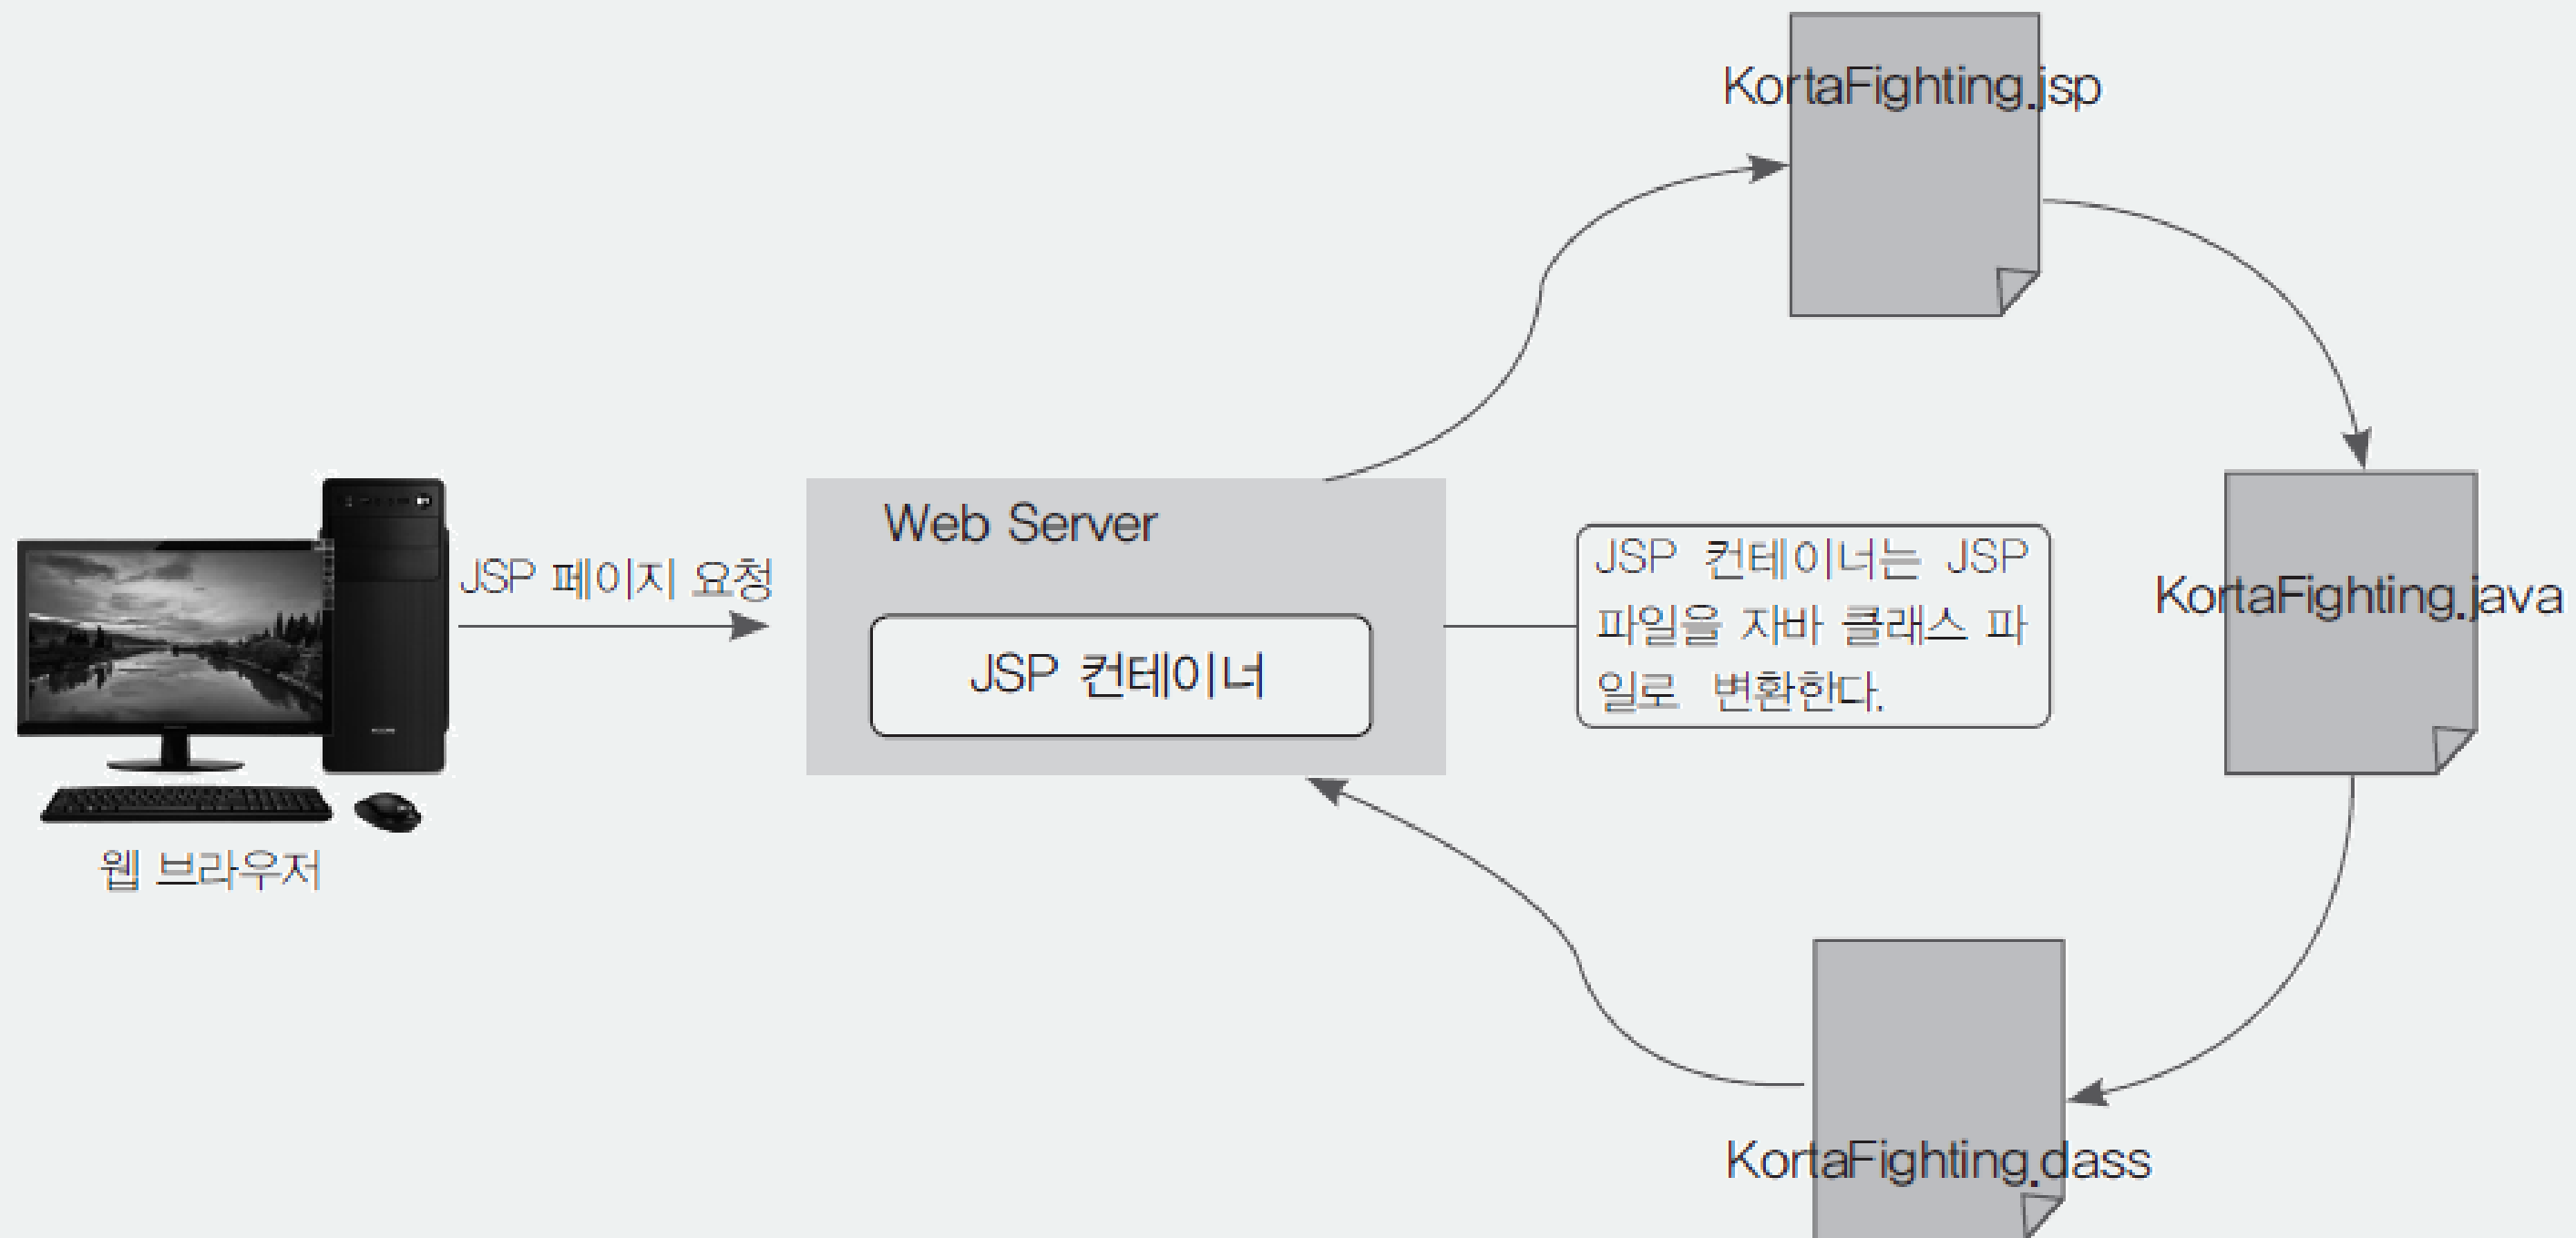 KortaFighting.jsp
Web Server
JSP 페이지 요청
JSP 컨테이너는 JSP
파일을 자바 클래스 파
일로 변환한다.
KortaFighting.java
JSP 컨테이너
웹 브라우저
KortaFighting.dass